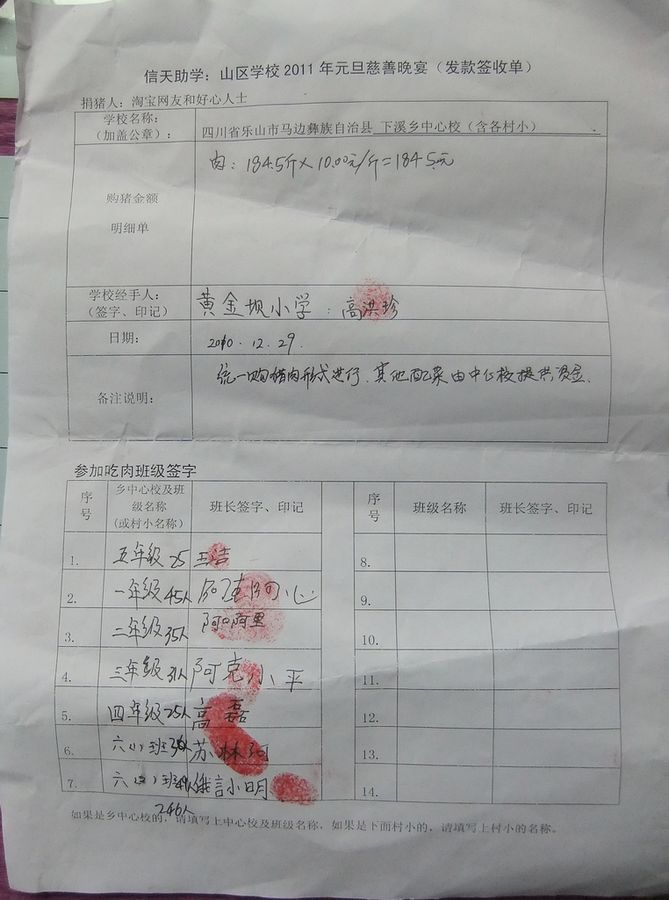 信天助学：山区学校 2011 年元旦慈善晚宴（发款签收单）
捐猪人：淘宝网友和好心人士
学校名称：
（加盖公章）：
四川省乐山市马边彝族自治县 下溪乡中心校（含各村小）
购猪金额
明细单
肉：184.5斤×10.00元/斤=1845元
学校经手人：
（签字、印记）
黄金坝小学：高洪珍
日期：
2010.12.29.
备注说明：
统一购猪肉形式进行.其他配菜由中心校提供资金.
参加吃肉班级签字
序号
乡中心校及班
级名称
（或村小名称）
班长签字、印记
序号
班级名称
班长签字、印记
1. 五年级 25 王洁
2. 一年级 45人
3. 二年级 35人 阿的阿里
4. 三年级 31人 阿克小平
5. 四年级 25人 高磊
6. 六（1）班 苏林河
7. 六（2）班 小明
8.
9.
10.
11.
12.
13.
14.
246人
如果是乡中心校的，请填写上中心校及班级名称，如果是下面村小的，请填写上村小的名称。